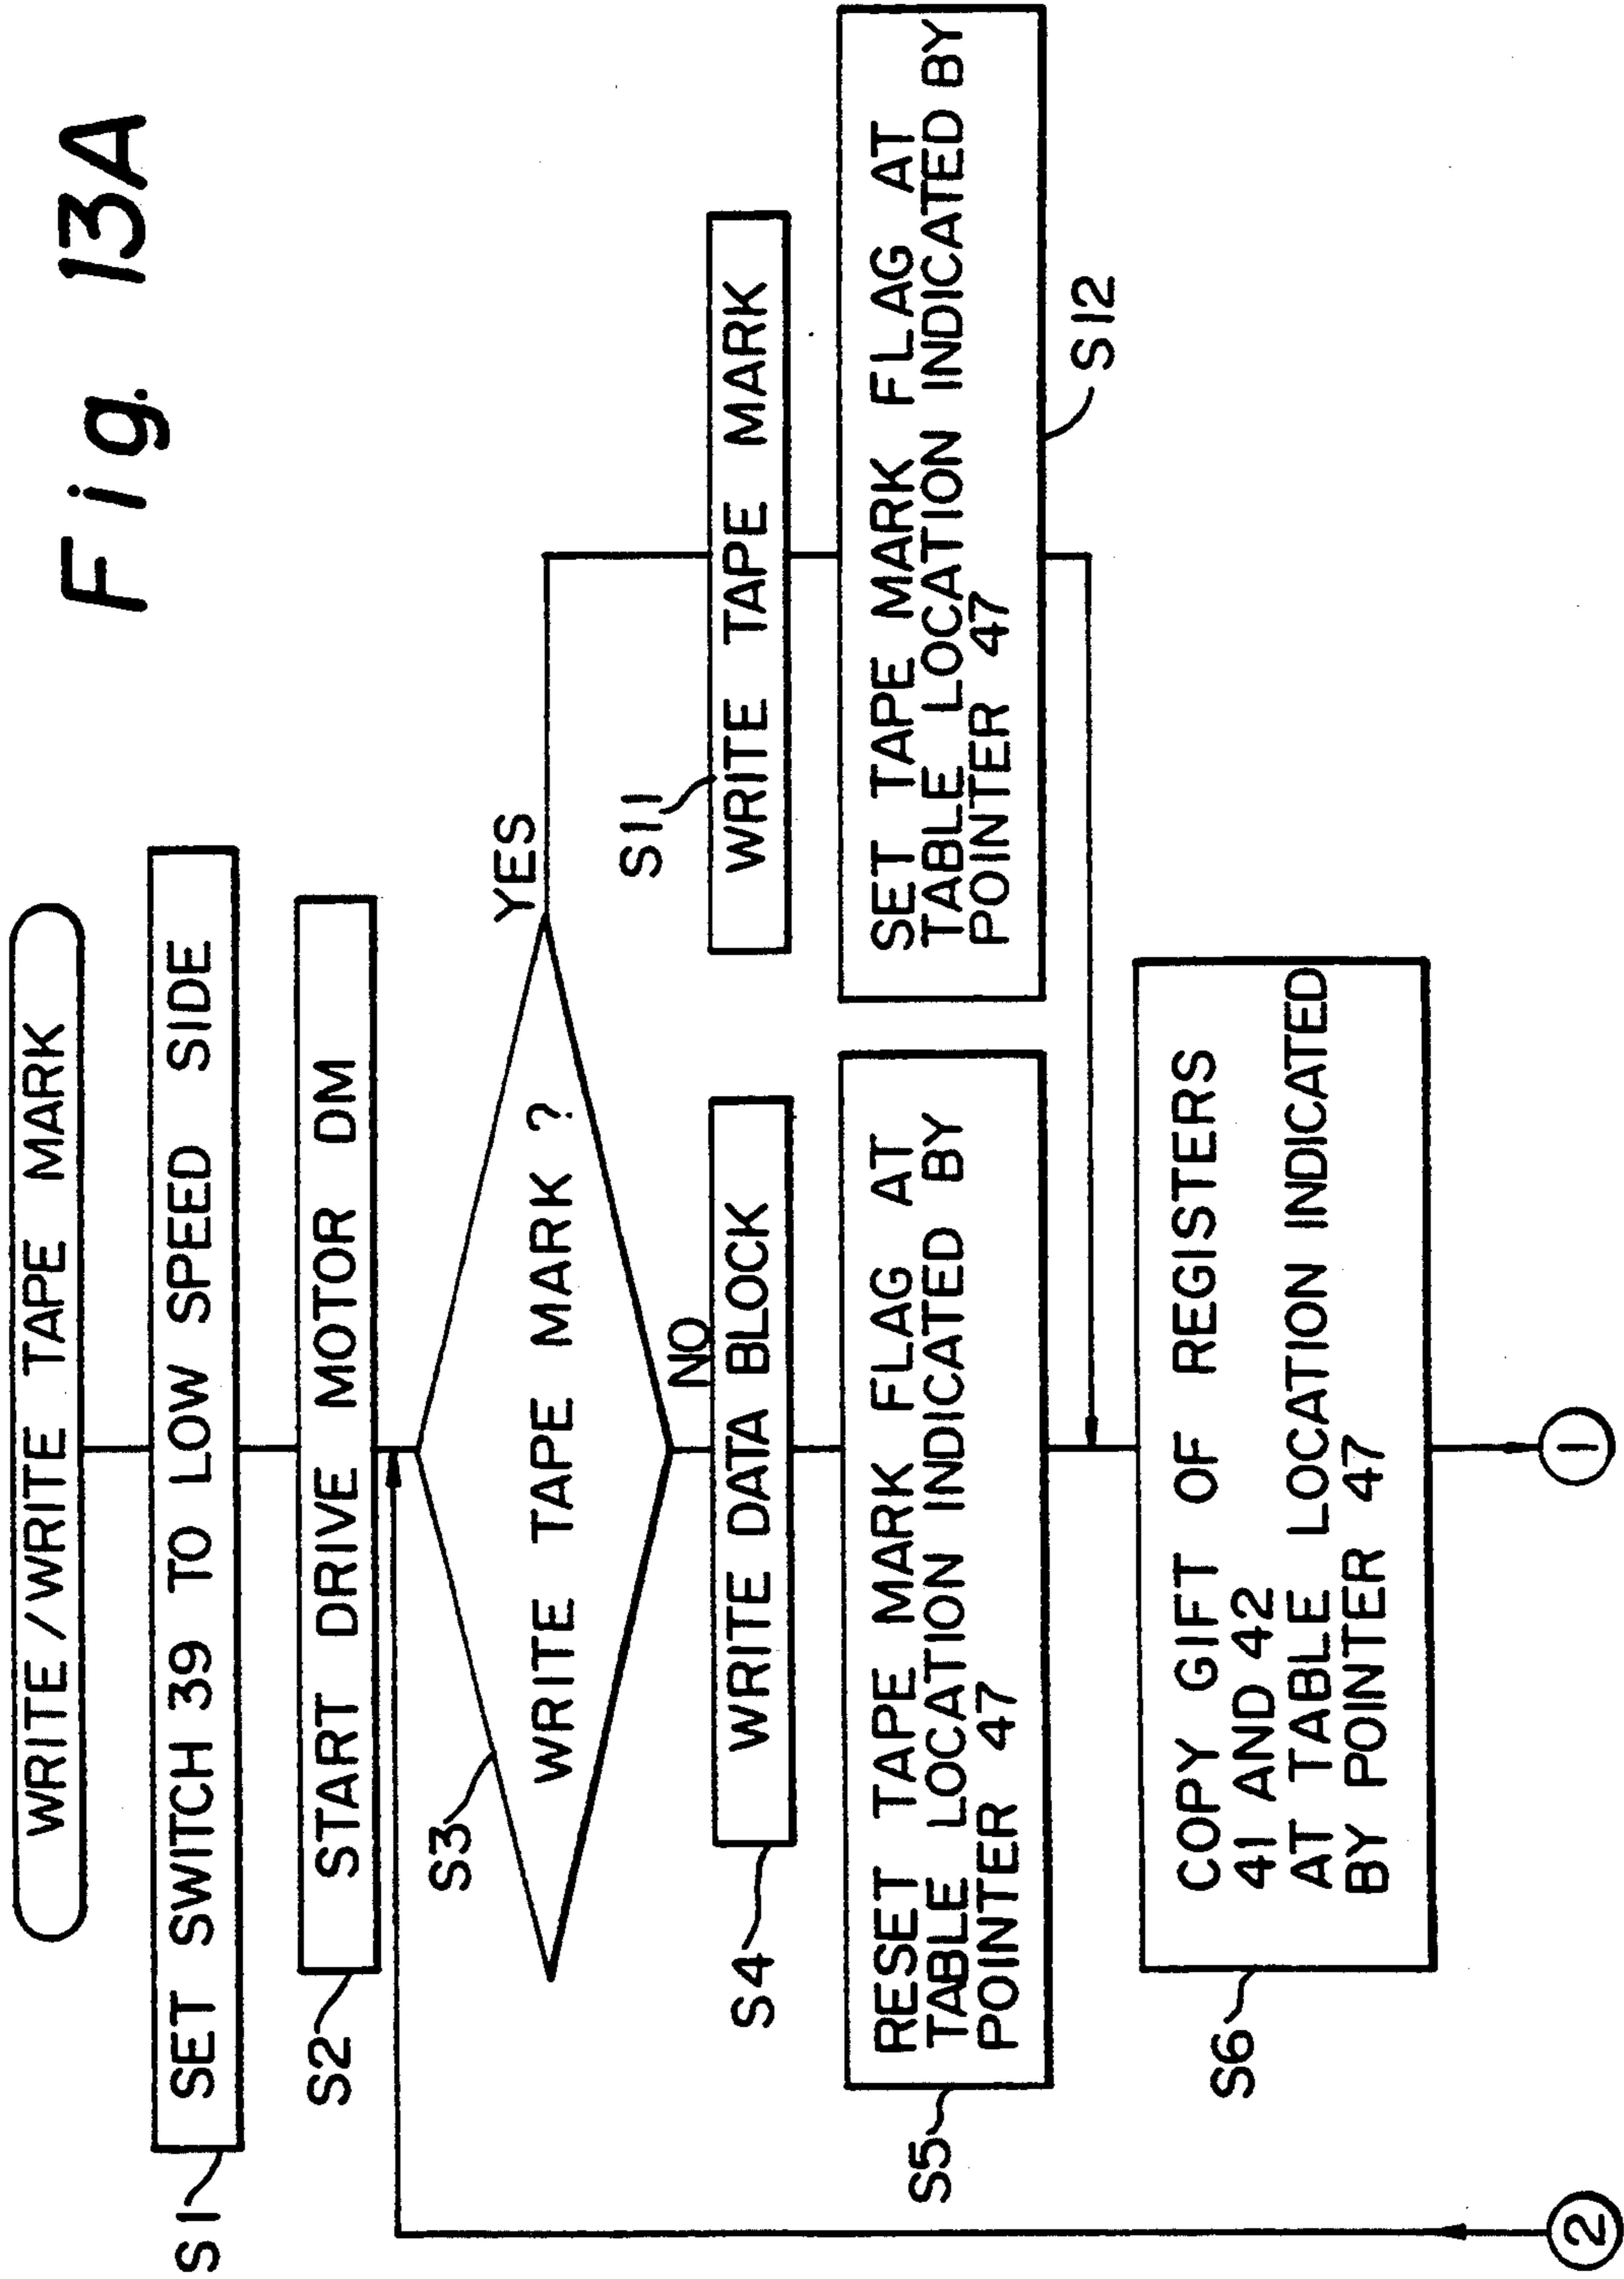 Fig. 13A
WRITE/WRITE TAPE MARK
S1
SET SWITCH 39 TO LOW SPEED SIDE
S2
START DRIVE MOTOR DM
S3
WRITE TAPE MARK ?
YES
NO
S4
WRITE DATA BLOCK
S11
WRITE TAPE MARK
S5
RESET TAPE MARK FLAG AT
TABLE LOCATION INDICATED BY
POINTER 47
SET TAPE MARK FLAG AT
TABLE LOCATION INDICATED BY
POINTER 47
S12
S6
COPY GIFT OF REGISTERS
41 AND 42
AT TABLE LOCATION INDICATED
BY POINTER 47
2
1